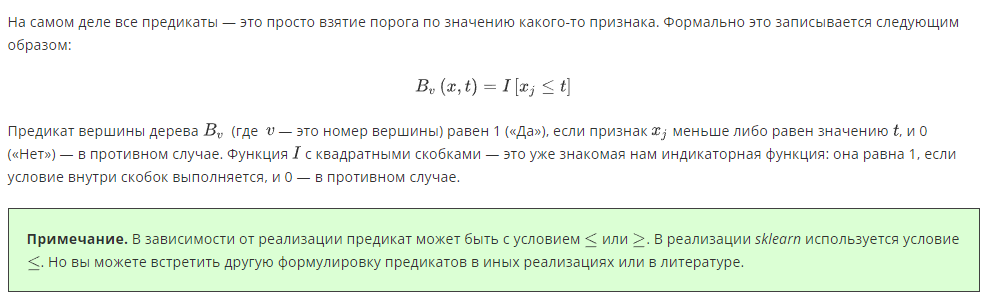 На самом деле все предикаты — это просто взятие порога по значению какого-то признака. Формально это записывается следующим
образом:
B_v (x, t) = I [x_j ≤ t]
Предикат вершины дерева B_v (где v — это номер вершины) равен 1 («Да»), если признак x_j меньше либо равен значению t, и 0
(«Нет») — в противном случае. Функция I с квадратными скобками — это уже знакомая нам индикаторная функция: она равна 1, если
условие внутри скобок выполняется, и 0 — в противном случае.
Примечание. В зависимости от реализации предикат может быть с условием ≤ или ≥. В реализации sklearn используется условие
≤. Но вы можете встретить другую формулировку предикатов в иных реализациях или в литературе.